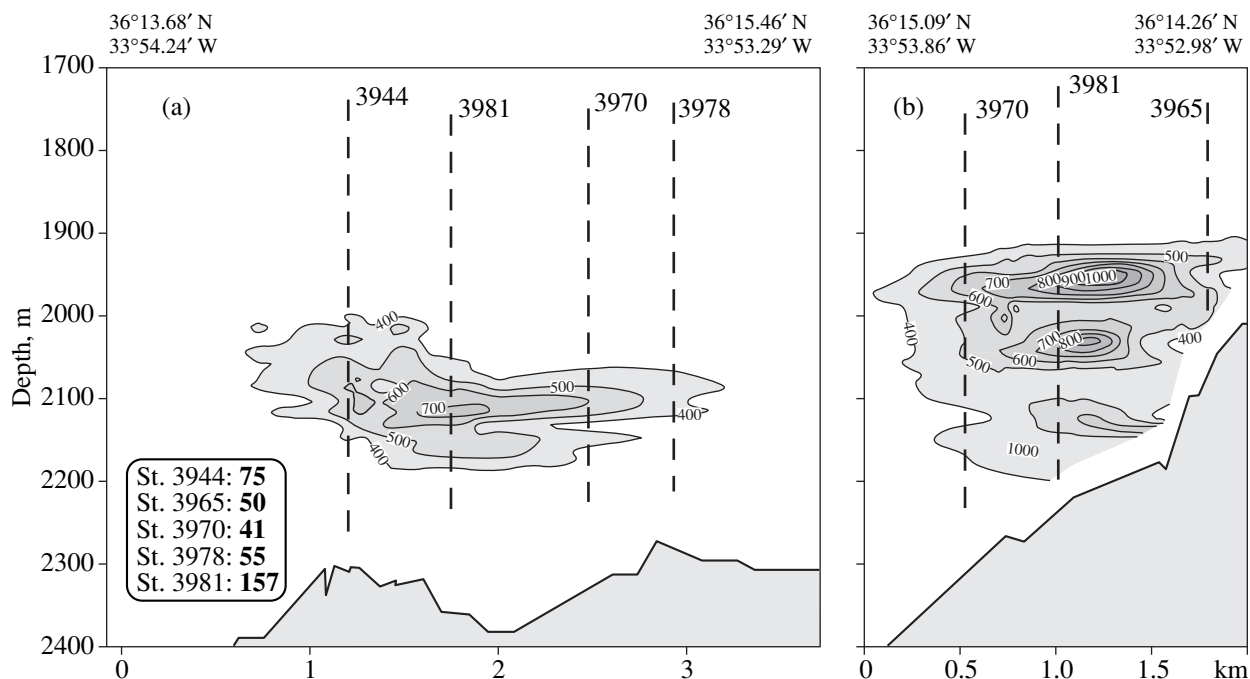 36°13.68′ N
33°54.24′ W
36°15.46′ N
33°53.29′ W
36°15.09′ N
33°53.86′ W
36°14.26′ N
33°52.98′ W
1700
1800
1900
2000
2100
2200
2300
2400
Depth, m
(a)
3944
3981
3970
3978
400
600
500
700
400
500
400
St. 3944: 75
St. 3965: 50
St. 3970: 41
St. 3978: 55
St. 3981: 157
0
1
2
3
(b)
3970
3981
3965
500
700
800
900
1000
600
400
700
800
400
500
600
1000
0
0.5
1.0
1.5
km